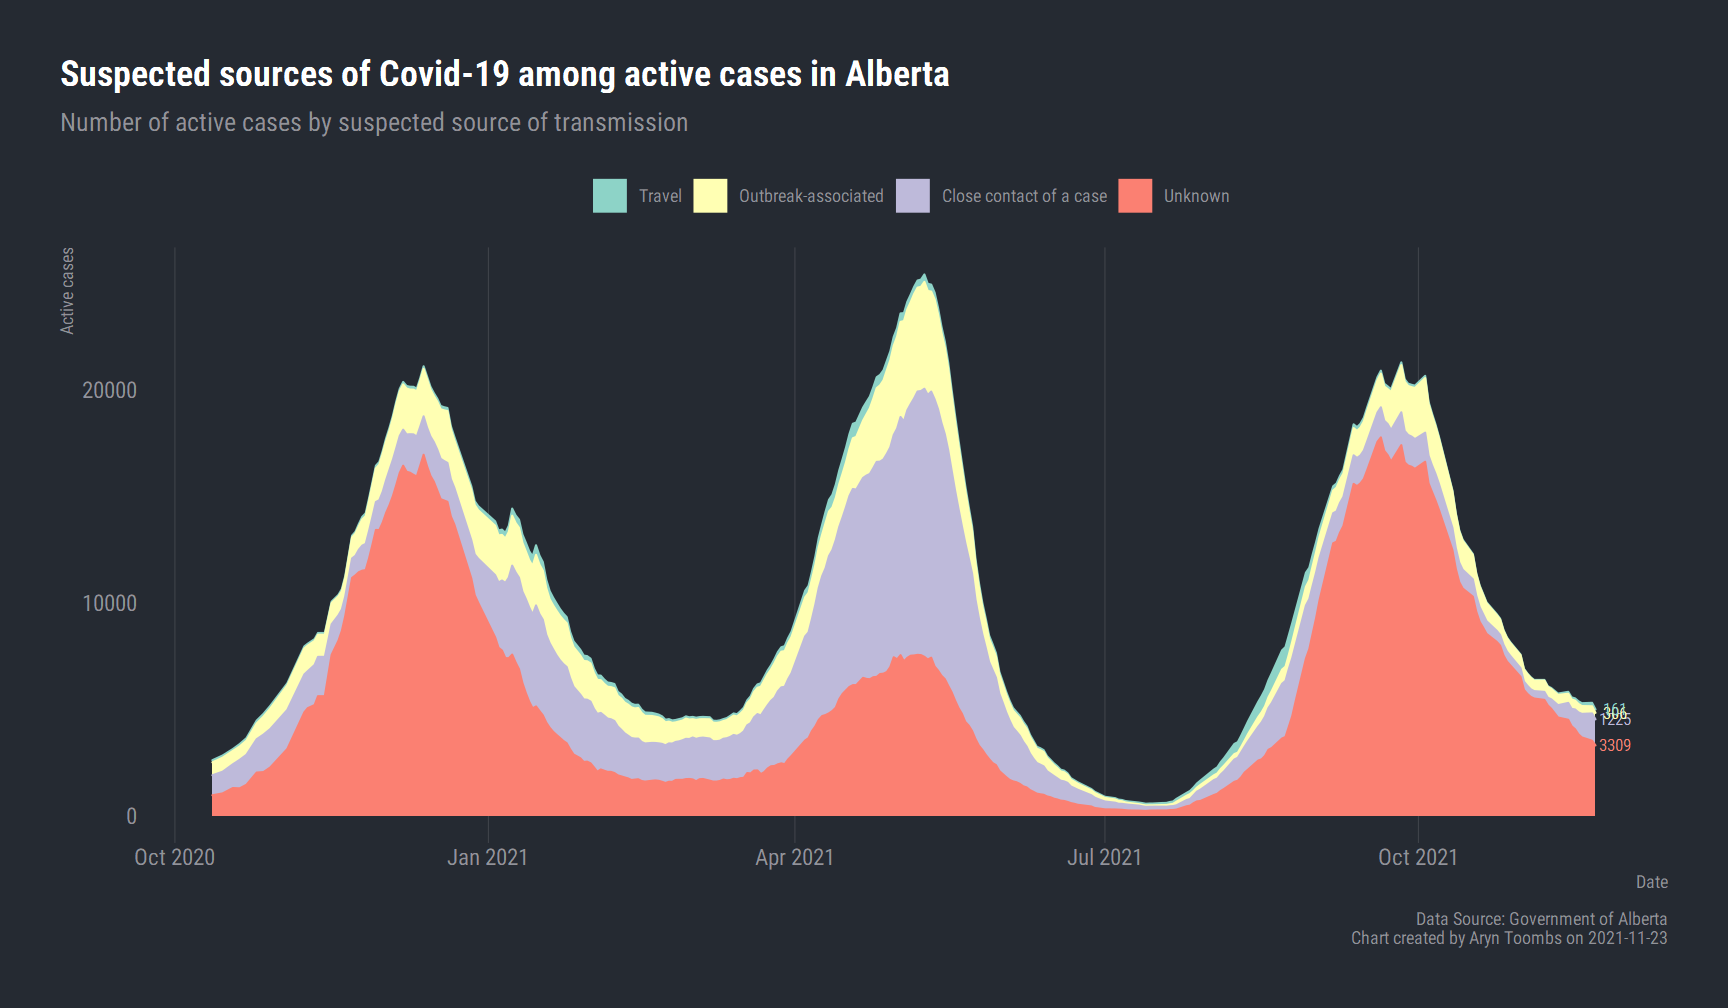 Suspected sources of Covid-19 among active cases in Alberta
Number of active cases by suspected source of transmission
Travel Outbreak-associated Close contact of a case Unknown
Active cases
20000
10000
0
161
1225
3309
Oct 2020 Jan 2021 Apr 2021 Jul 2021 Oct 2021
Date
Data Source: Government of Alberta
Chart created by Aryn Toombs on 2021-11-23